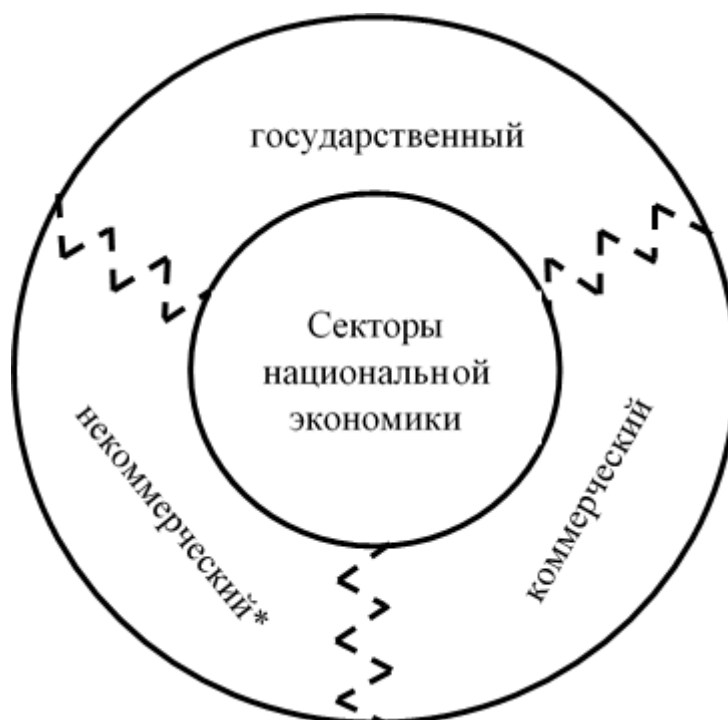 государственный
Секторы
национальной
экономики
некоммерческий*
коммерческий